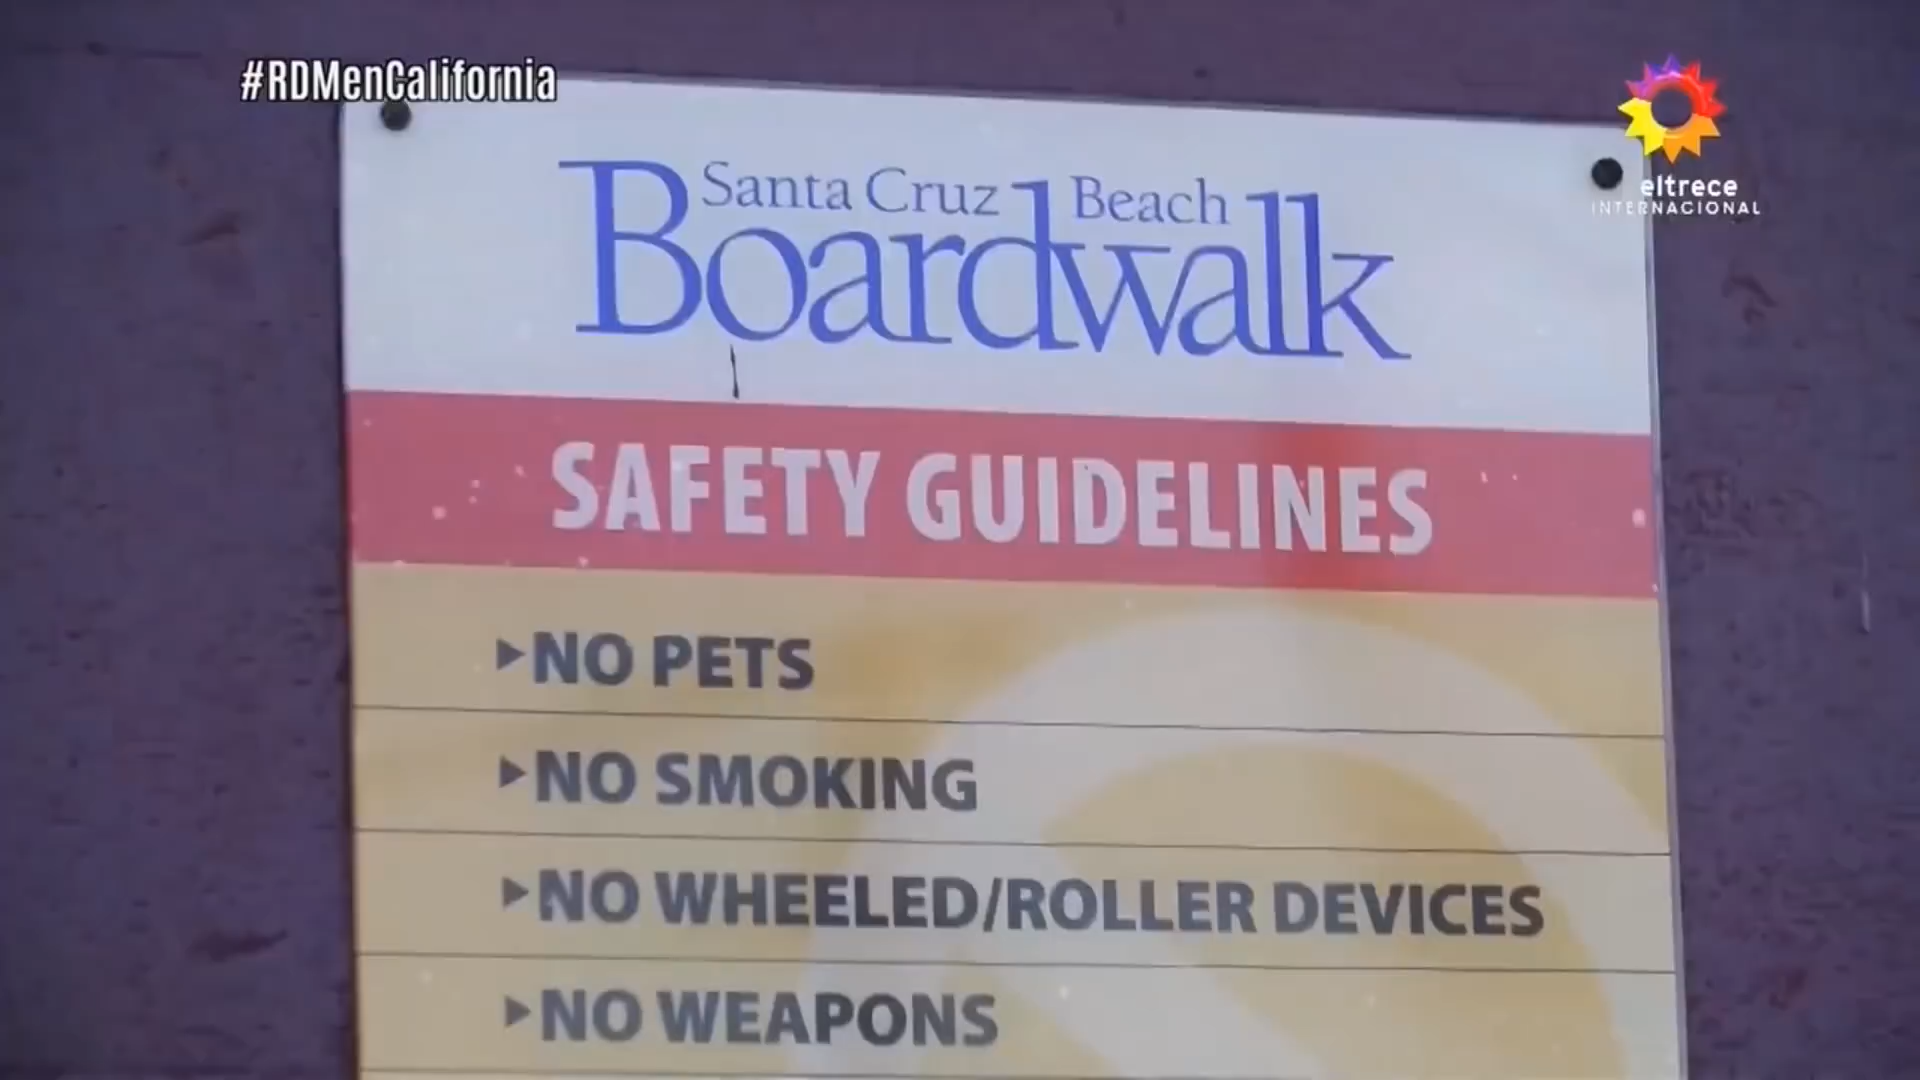 #RDMenCalifornia
eltrece
INTERNACIONAL
Santa Cruz Beach
Boardwalk
SAFETY GUIDELINES
▸NO PETS
▸NO SMOKING
▸NO WHEELED/ROLLER DEVICES
▸NO WEAPONS